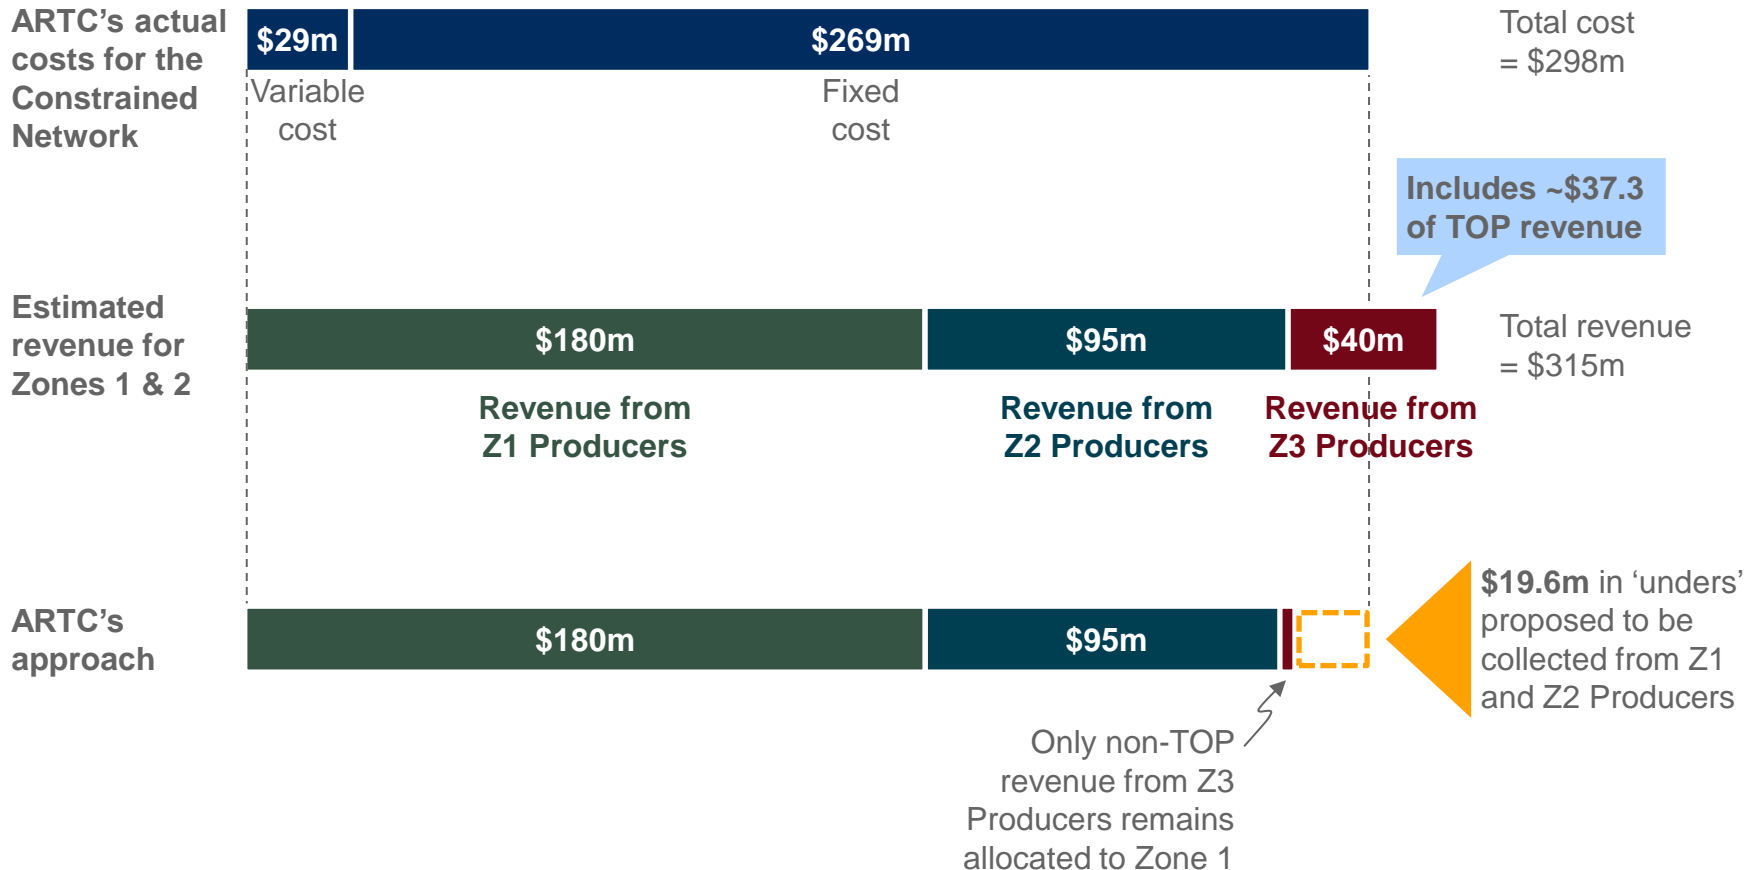 ARTC’s actual
costs for the
Constrained
Network
$29m
$269m
Variable
cost
Fixed
cost
Total cost
= $298m
Includes ~$37.3
of TOP revenue
Estimated
revenue for
Zones 1 & 2
$180m
$95m
$40m
Total revenue
= $315m
Revenue from
Z1 Producers
Revenue from
Z2 Producers
Revenue from
Z3 Producers
ARTC’s
approach
$180m
$95m
$19.6m in ‘unders’
proposed to be
collected from Z1
and Z2 Producers
Only non-TOP
revenue from Z3
Producers remains
allocated to Zone 1